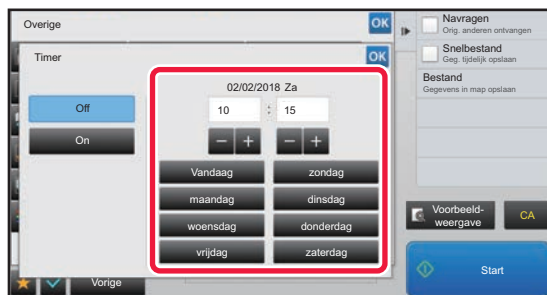 Overige
OK
Timer
OK
Off
On
02/02/2018 Za
10 : 15
Vandaag
zondag
maandag
dinsdag
woensdag
donderdag
vrijdag
zaterdag
Vorige
Navragen
Orig. anderen ontvangen
Snelbestand
Geg. tijdelijk opslaan
Bestand
Gegevens in map opslaan
Voorbeeld-
weergave
CA
Start